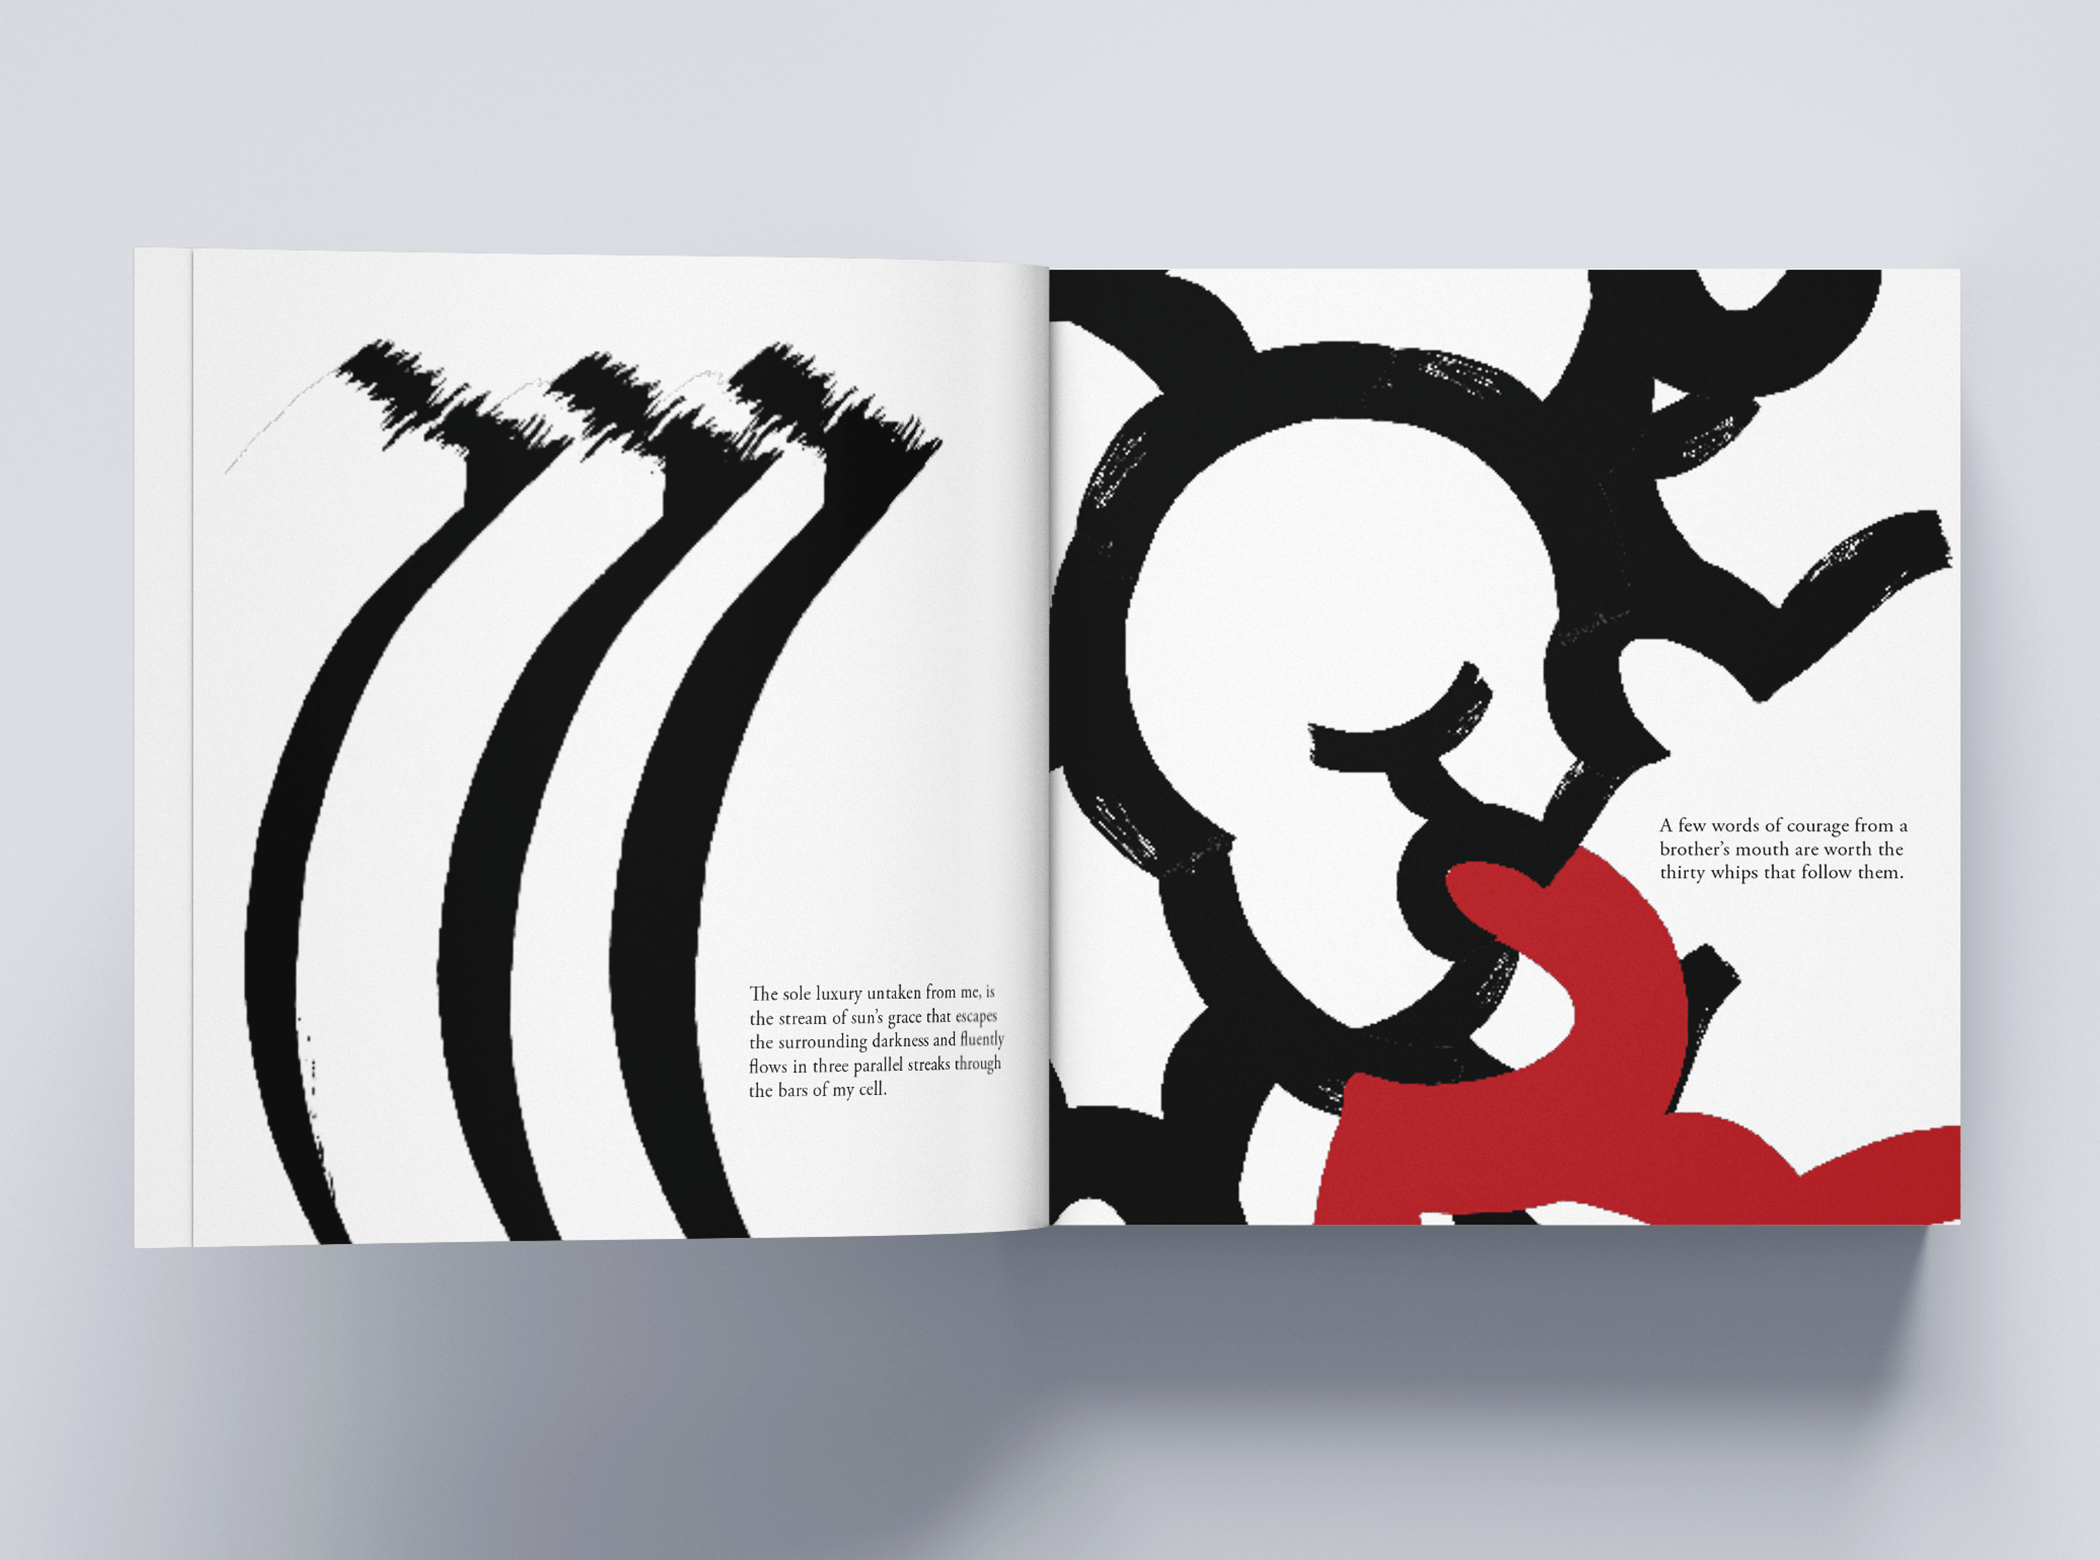 The sole luxury untaken from me, is
the stream of sun's grace that escapes
the surrounding darkness and fluently
flows in three parallel streaks through
the bars of my cell.
A few words of courage from a
brother's mouth are worth the
thirty whips that follow them.